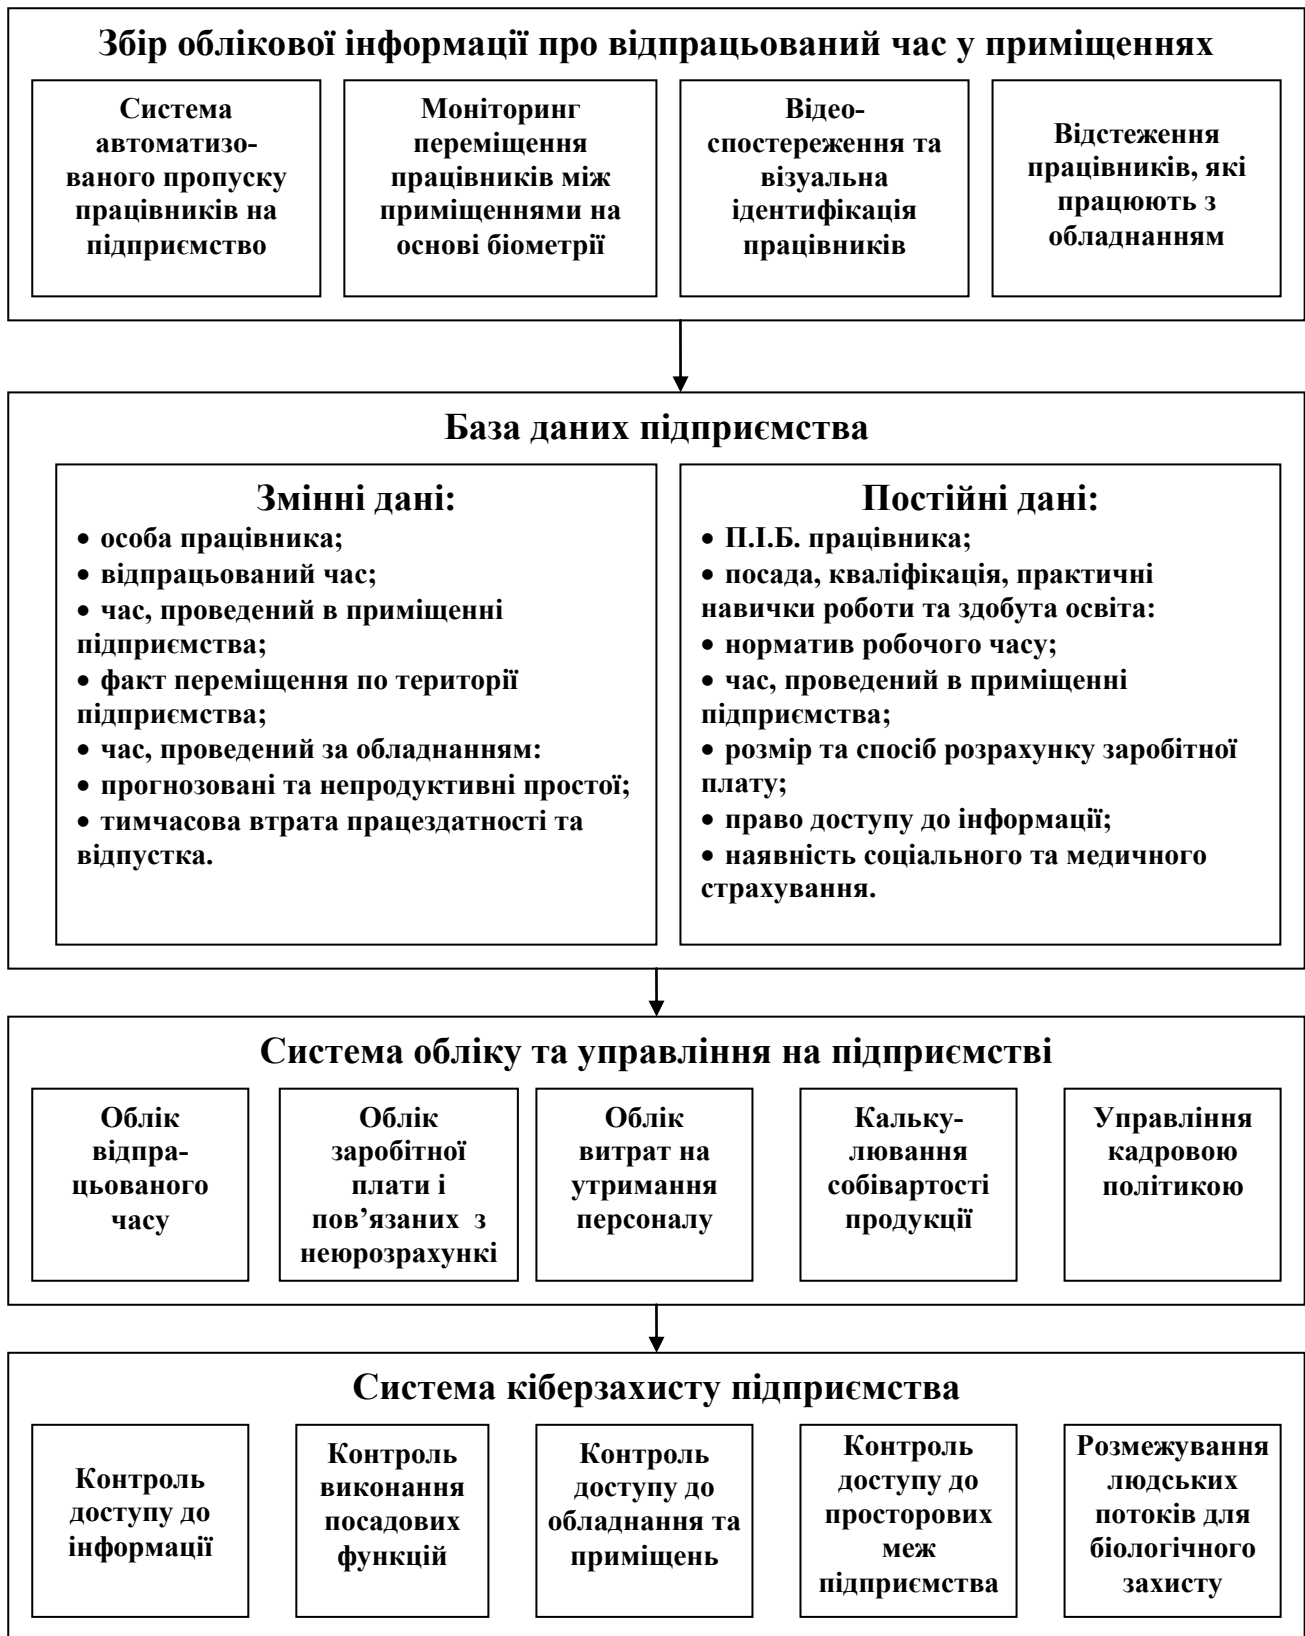 Збір облікової інформації про відпрацьований час у приміщеннях
Система
автоматизо-
ваного пропуску
працівників на
підприємство
Моніторинг
переміщення
працівників між
приміщеннями на
основі біометрії
Відео-
спостереження та
візуальна
ідентифікація
працівників
Відстеження
працівників, які
працюють з
обладнанням
База даних підприємства
Змінні дані:
• особа працівника;
• відпрацьований час;
• час, проведений в приміщенні
підприємства;
• факт переміщення по території
підприємства;
• час, проведений за обладнанням:
• прогнозовані та непродуктивні простої;
• тимчасова втрата працездатності та
відпустка.
Постійні дані:
• П.І.Б. працівника;
• посада, кваліфікація, практичні
навички роботи та здобута освіта:
• норматив робочого часу;
• час, проведений в приміщенні
підприємства;
• розмір та спосіб розрахунку заробітної
плату;
• право доступу до інформації;
• наявність соціального та медичного
страхування.
Система обліку та управління на підприємстві
Облік
відпра-
цьованого
часу
Облік
заробітної
плати і
пов’язаних з
неюрозрахункі
Облік
витрат на
утримання
персоналу
Кальку-
лювання
собівартості
продукції
Управління
кадровою
політикою
Система кіберзахисту підприємства
Контроль
доступу до
інформації
Контроль
виконання
посадових
функцій
Контроль
доступу до
обладнання та
приміщень
Контроль
доступу до
просторових
меж
підприємства
Розмежування
людських
потоків для
біологічного
захисту